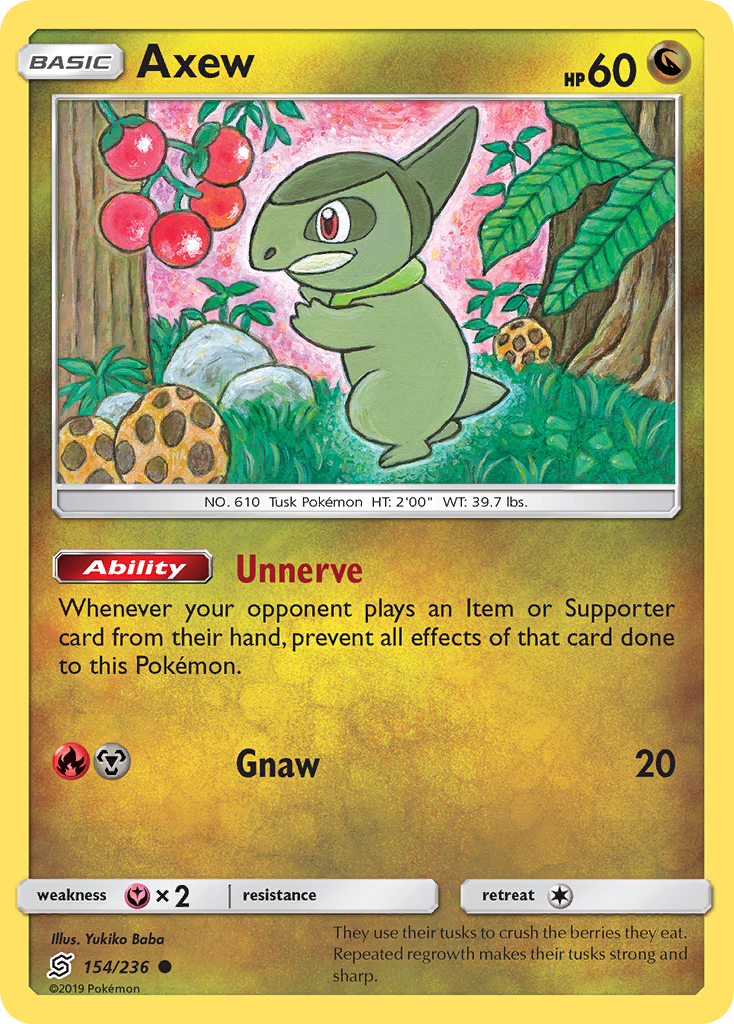 BASIC Axew HP60
NO. 610 Tusk Pokémon HT: 2'00" WT: 39.7 lbs.
Ability Unnerve
Whenever your opponent plays an Item or Supporter
card from their hand, prevent all effects of that card done
to this Pokémon.
Gnaw 20
weakness ×2 resistance retreat
Illus. Yukiko Baba
154/236
©2019 Pokémon
They use their tusks to crush the berries they eat.
Repeated regrowth makes their tusks strong and
sharp.